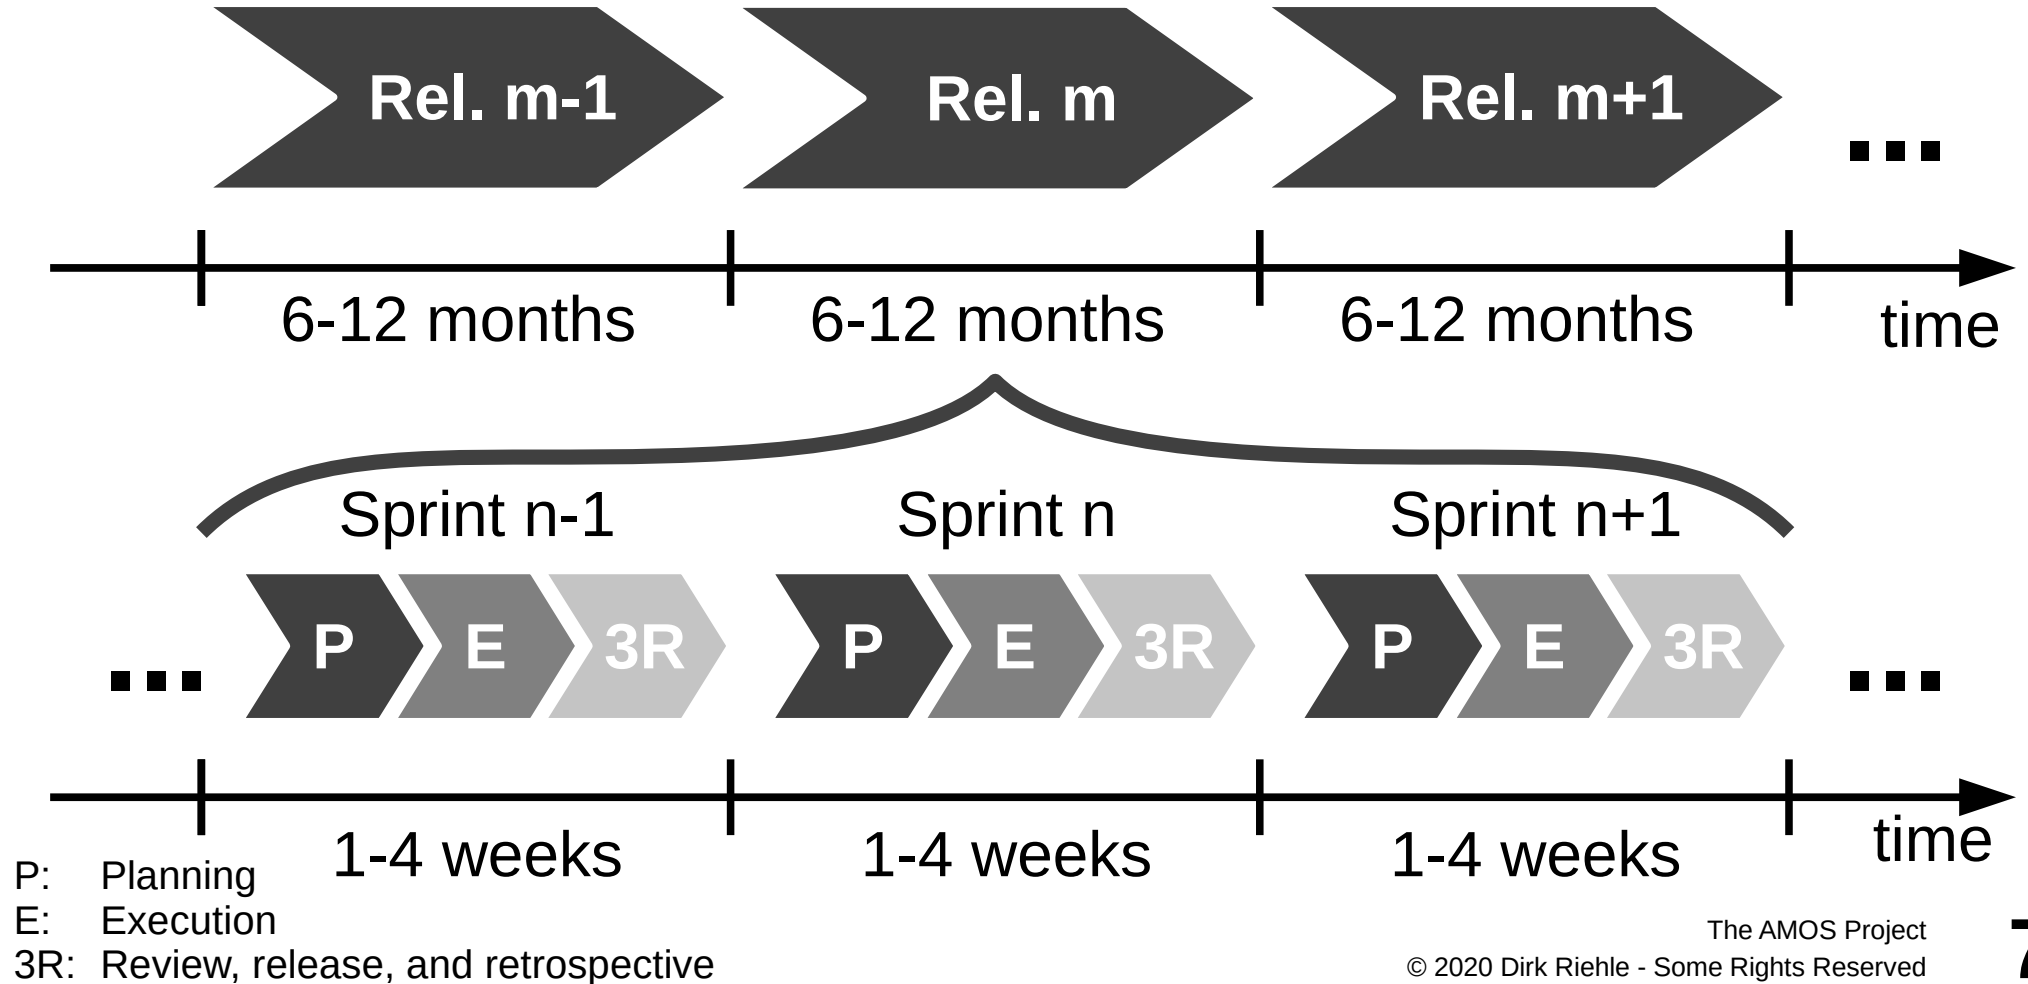 Rel. m-1 Rel. m Rel. m+1
6-12 months 6-12 months 6-12 months time
Sprint n-1 Sprint n Sprint n+1
P E 3R P E 3R P E 3R
1-4 weeks 1-4 weeks 1-4 weeks time
P: Planning
E: Execution
3R: Review, release, and retrospective
The AMOS Project
© 2020 Dirk Riehle - Some Rights Reserved
7